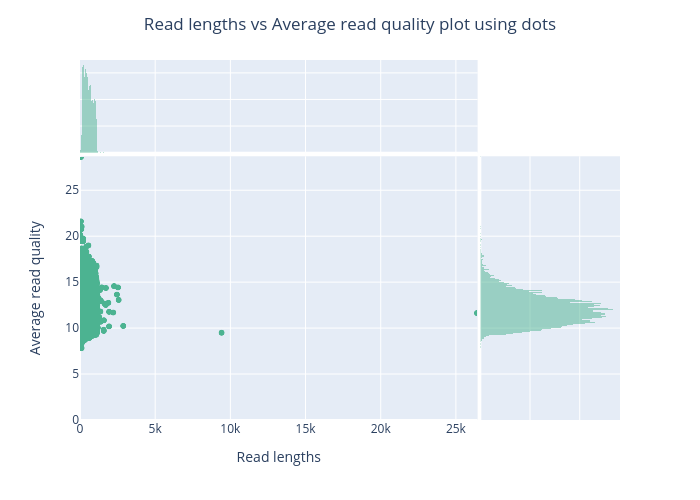 Read lengths vs Average read quality plot using dots
25
20
15
10
5
0
0 5k 10k 15k 20k 25k
Average read quality
Read lengths